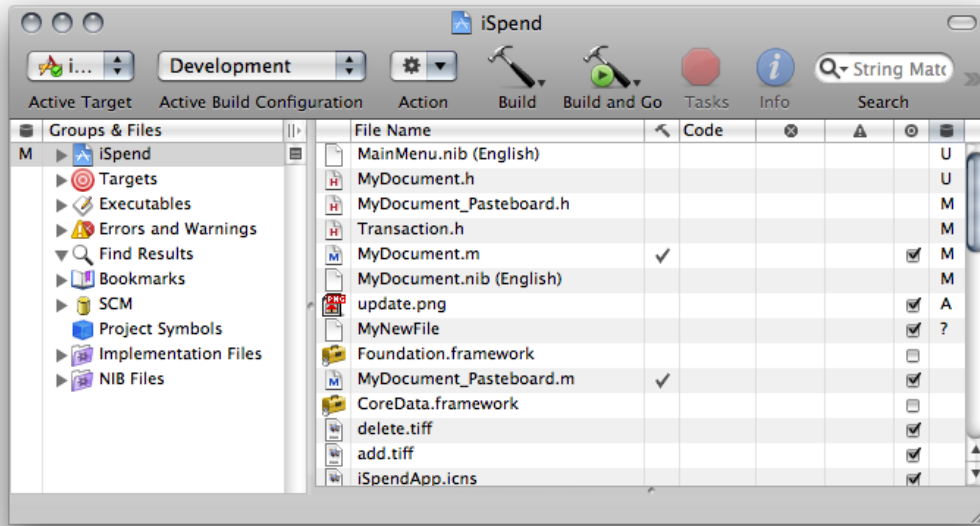 iSpend
i... Development
Active Target Active Build Configuration Action Build Build and Go Tasks Info Search
String Matc
Groups & Files File Name Code
M iSpend MainMenu.nib (English) U
Targets MyDocument.h U
Executables MyDocument_Pasteboard.h M
Errors and Warnings Transaction.h M
Find Results MyDocument.m M
Bookmarks MyDocument.nib (English) M
SCM update.png A
Project Symbols MyNewFile ?
Implementation Files Foundation.framework
NIB Files MyDocument_Pasteboard.m
CoreData.framework
delete.tiff
add.tiff
iSpendApp.icns